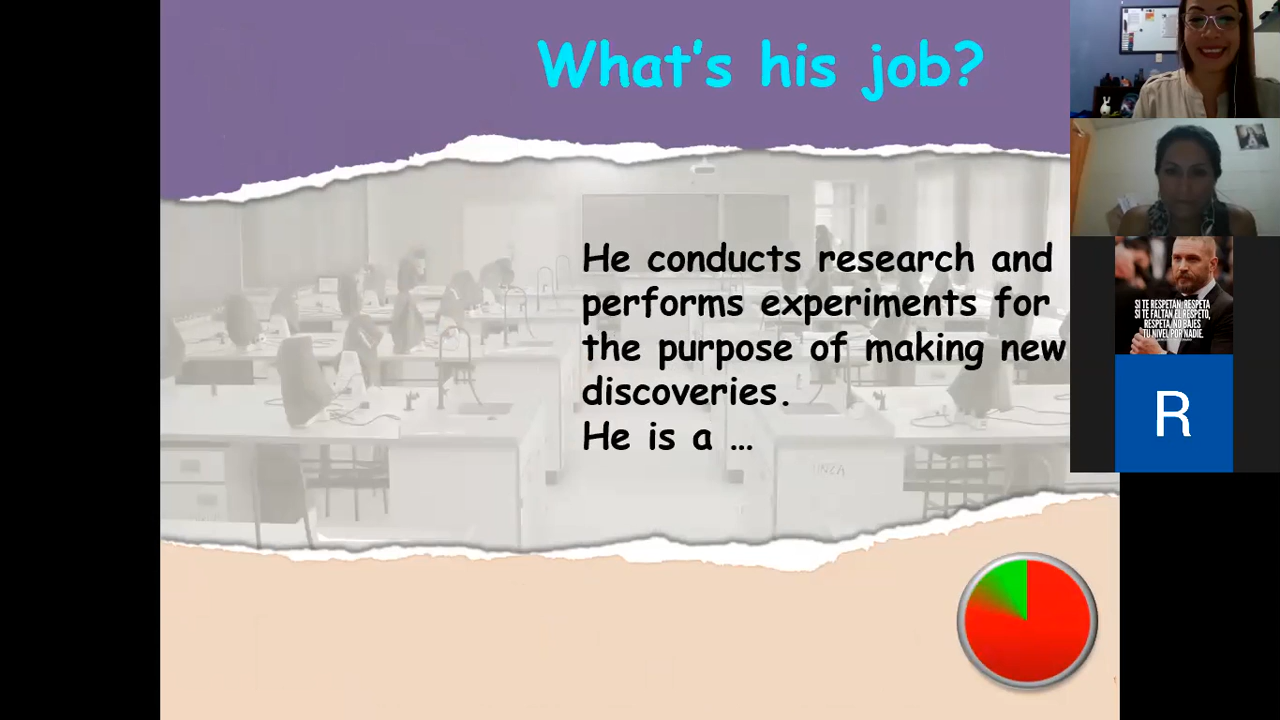 What's his job?
He conducts research and
performs experiments for
the purpose of making new
discoveries.
He is a ...
SI TE RESPETAN: RESPETA
SI TE FALTAN EL RESPETO,
RESPETA, NO BAJES
TU NIVEL POR NADIE.
R